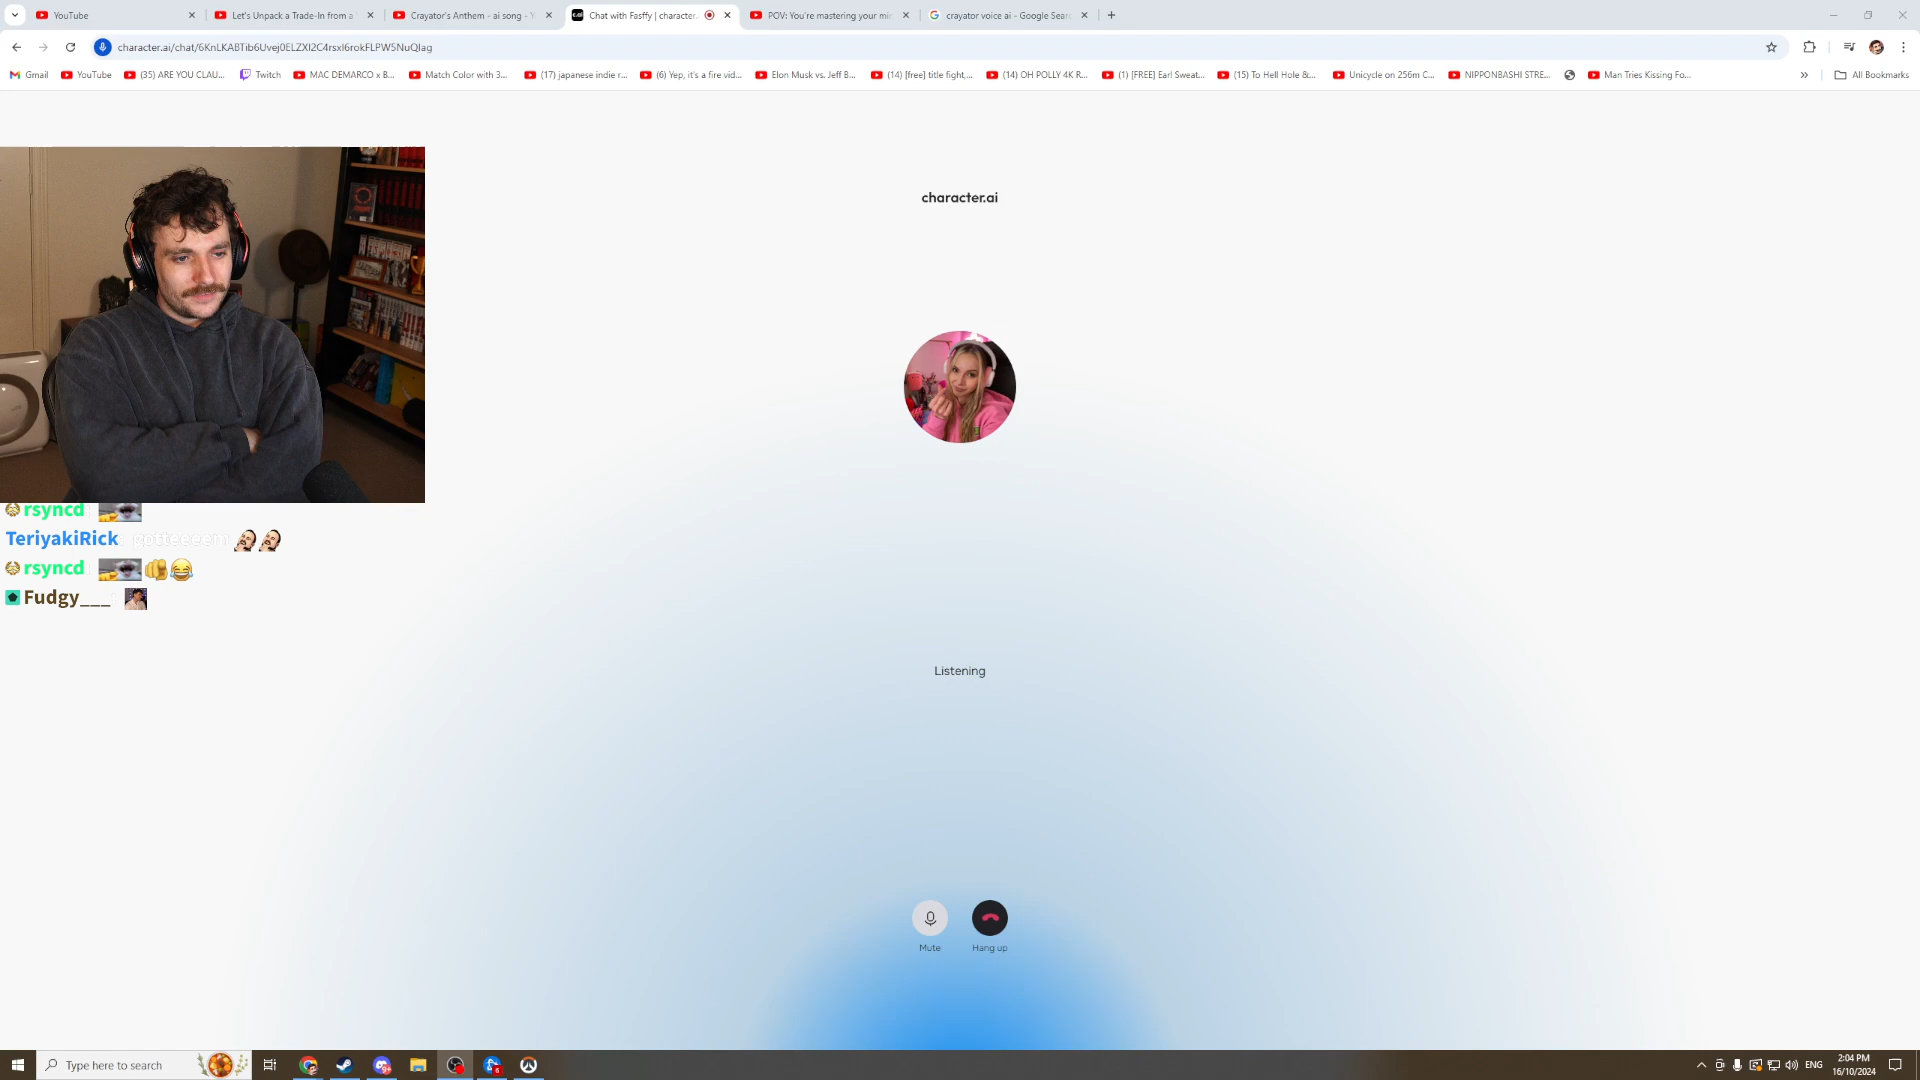 YouTube
Let's Unpack a Trade-In from a
Crayator's Anthem - ai song - Y
Chat with Fasffy | character.
POV: You're mastering your mi
crayator voice ai - Google Sear
character.ai/chat/6KnLKABTib6Uvej0ELZXI2C4rsxl6rokFLPW5NuQlag
Gmail
YouTube
(35) ARE YOU CLAU...
Twitch
MAC DEMARCO x B...
Match Color with 3...
(17) japanese indie r...
(6) Yep, it's a fire vid...
Elon Musk vs. Jeff B...
(14) [free] title fight,...
(14) OH POLLY 4K R...
(1) [FREE] Earl Sweat...
(15) To Hell Hole &...
Unicycle on 256m C...
NIPPONBASHI STRE...
Man Tries Kissing Fo...
All Bookmarks
character.ai
rsyncd
TeriyakiRick gotteeeem
rsyncd
Fudgy___
Listening
Mute
Hang up
Type here to search
ENG
2:04 PM
16/10/2024